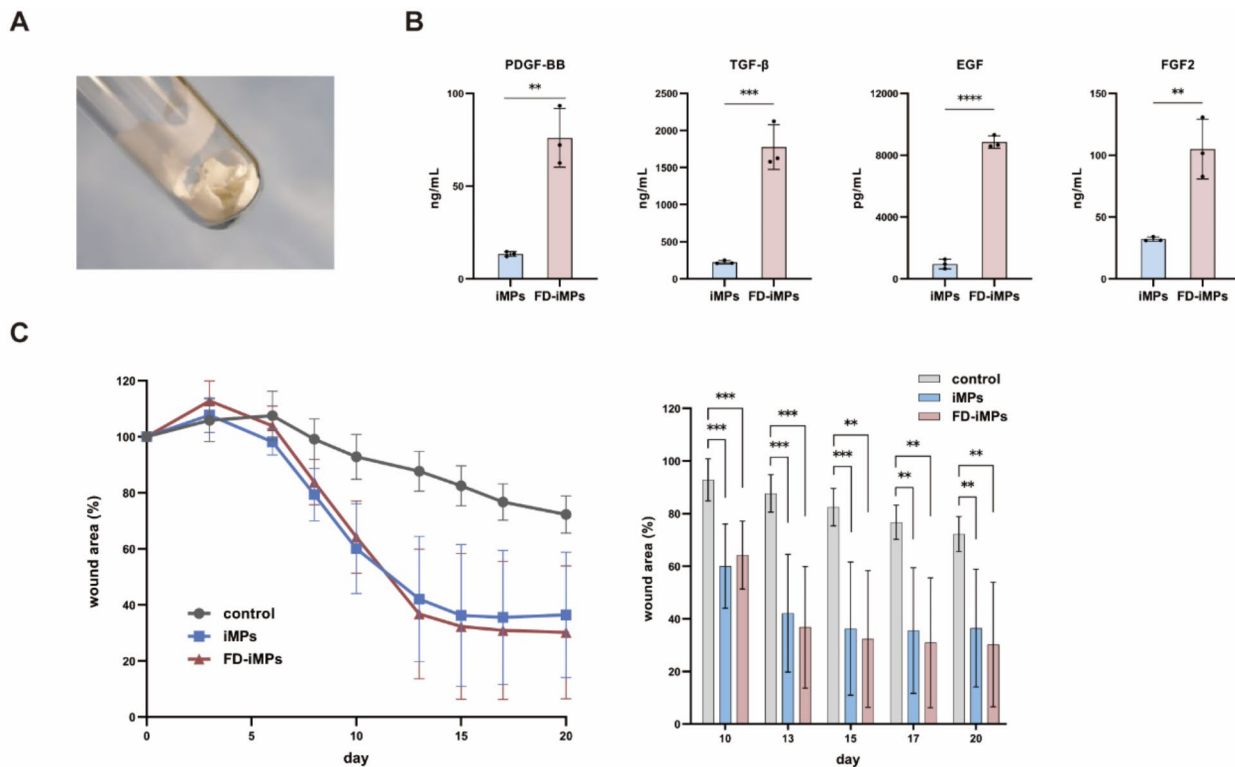 A
B
PDGF-BB
TGF-β
EGF
FGF2
**
***
****
**
ng/mL
100
50
0
iMPs FD-iMPs
ng/mL
2500
2000
1500
1000
500
0
iMPs FD-iMPs
pg/mL
12000
8000
4000
0
iMPs FD-iMPs
ng/mL
150
100
50
0
iMPs FD-iMPs
C
wound area (%)
120
100
80
60
40
20
0
0 5 10 15 20
day
control
iMPs
FD-iMPs
wound area (%)
120
100
80
60
40
20
0
control
iMPs
FD-iMPs
*** *** ** ** **
*** *** *** ** **
10 13 15 17 20
day